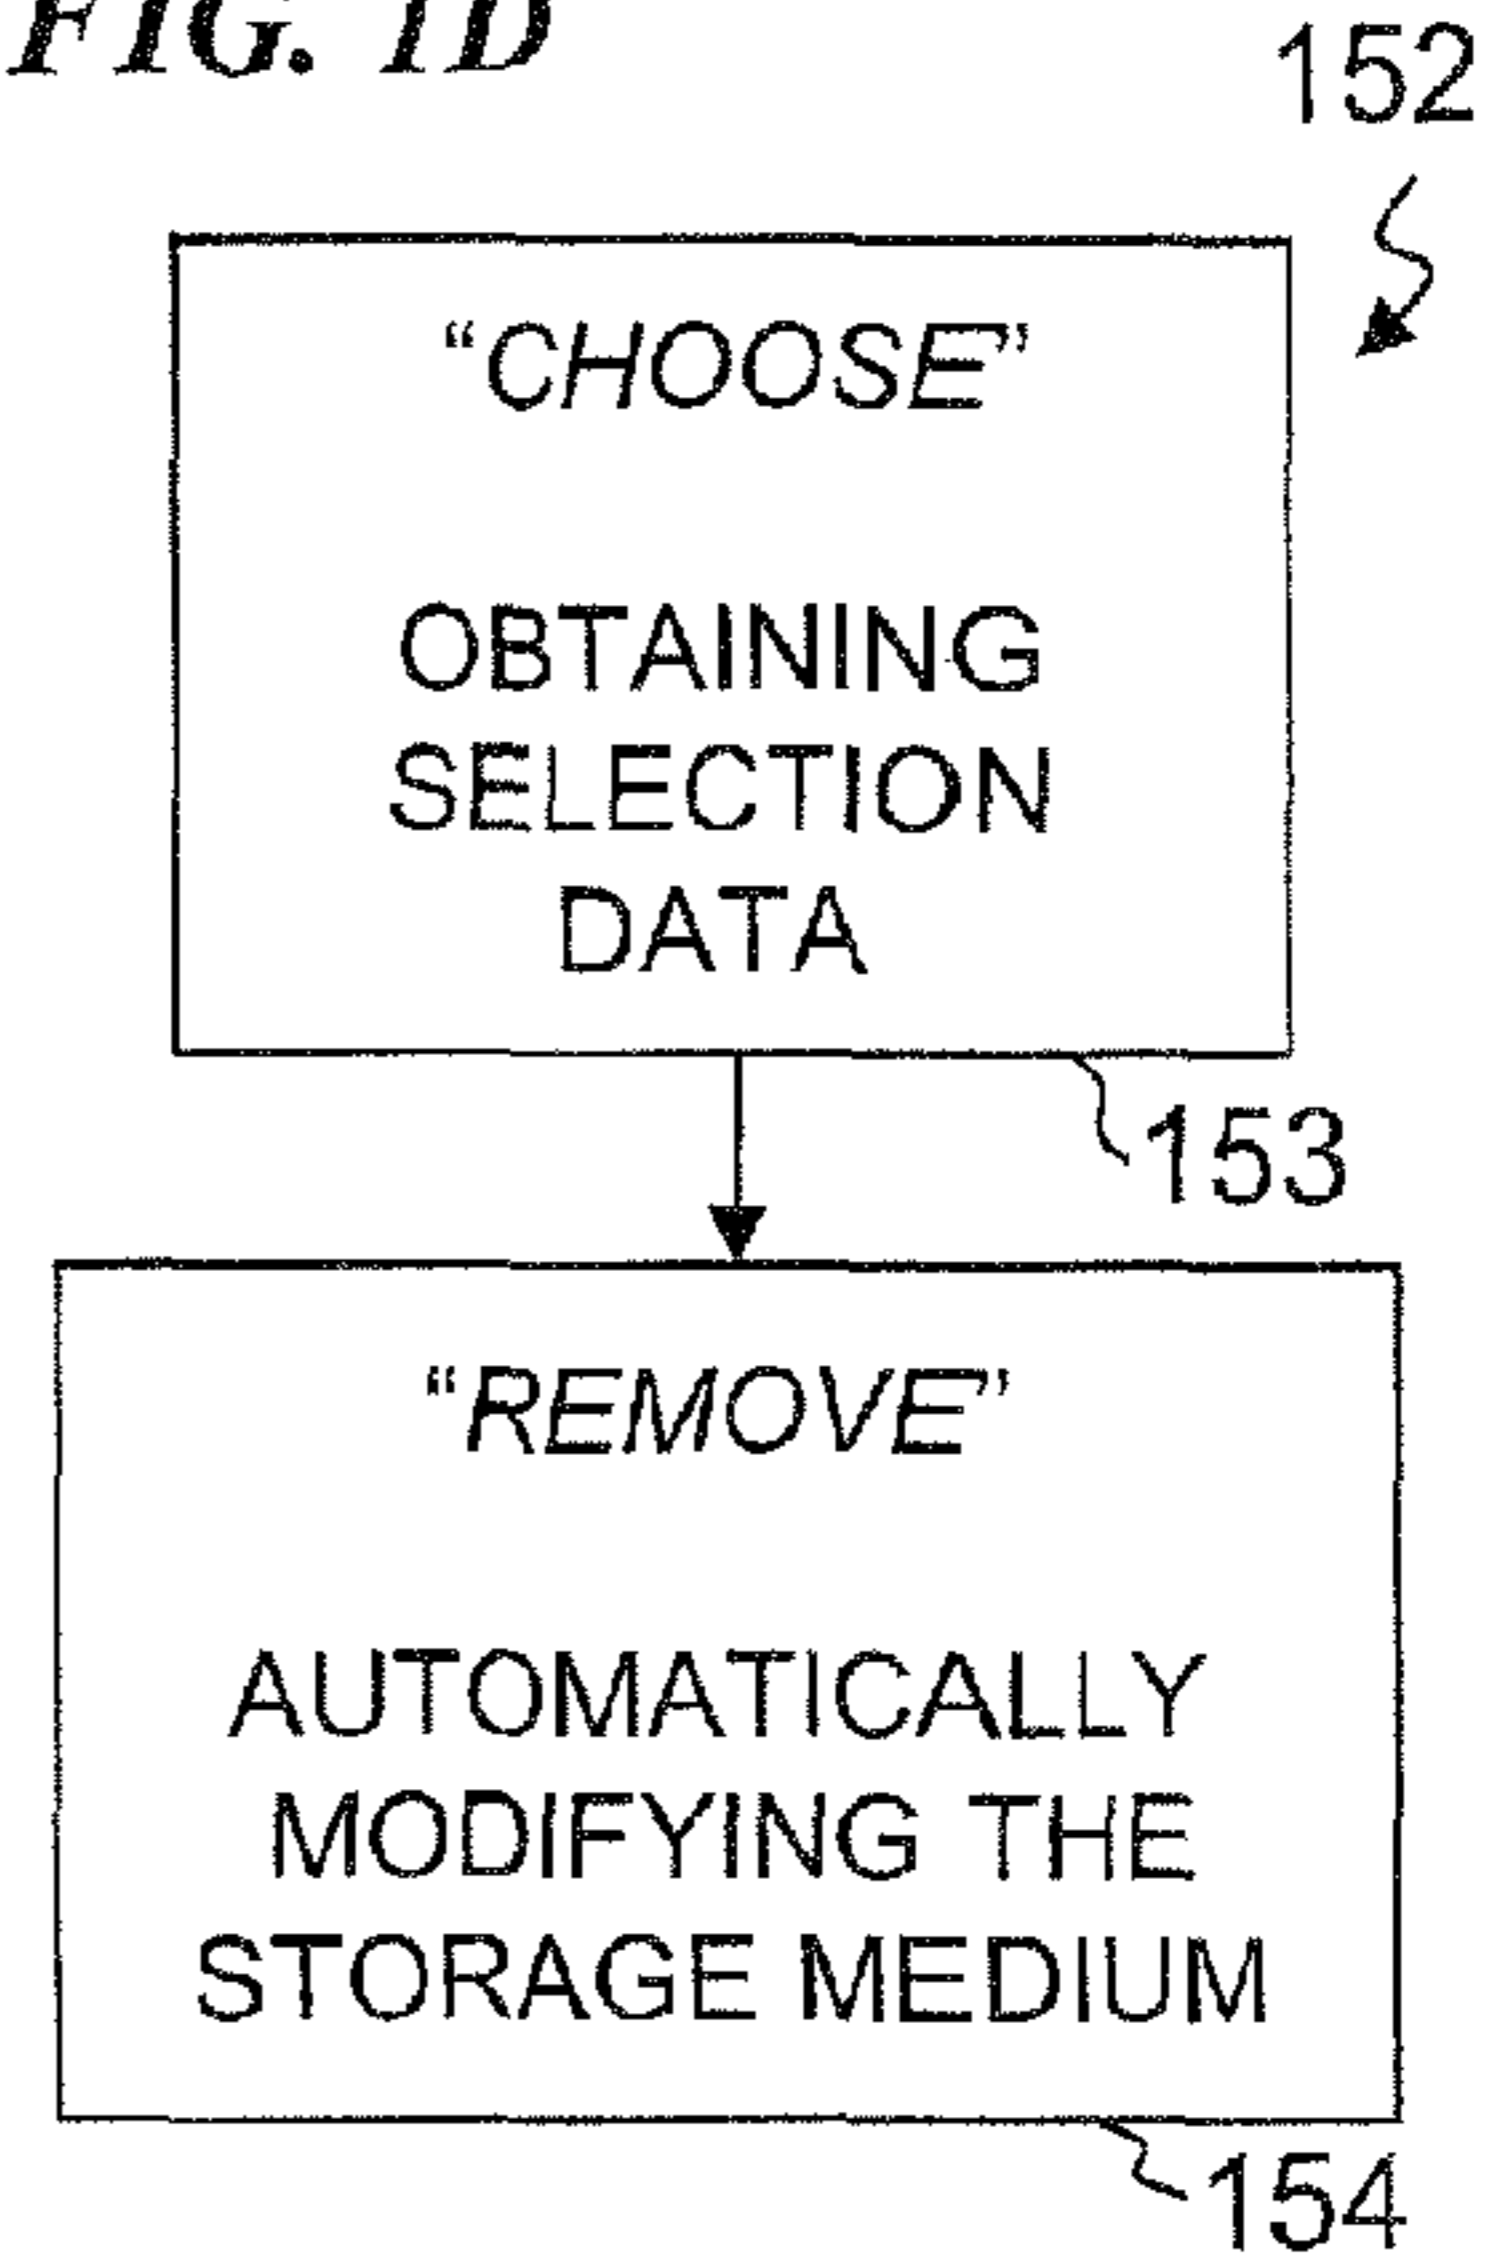 FIG. 1D
152
“CHOOSE”
OBTAINING
SELECTION
DATA
153
“REMOVE”
AUTOMATICALLY
MODIFYING THE
STORAGE MEDIUM
154